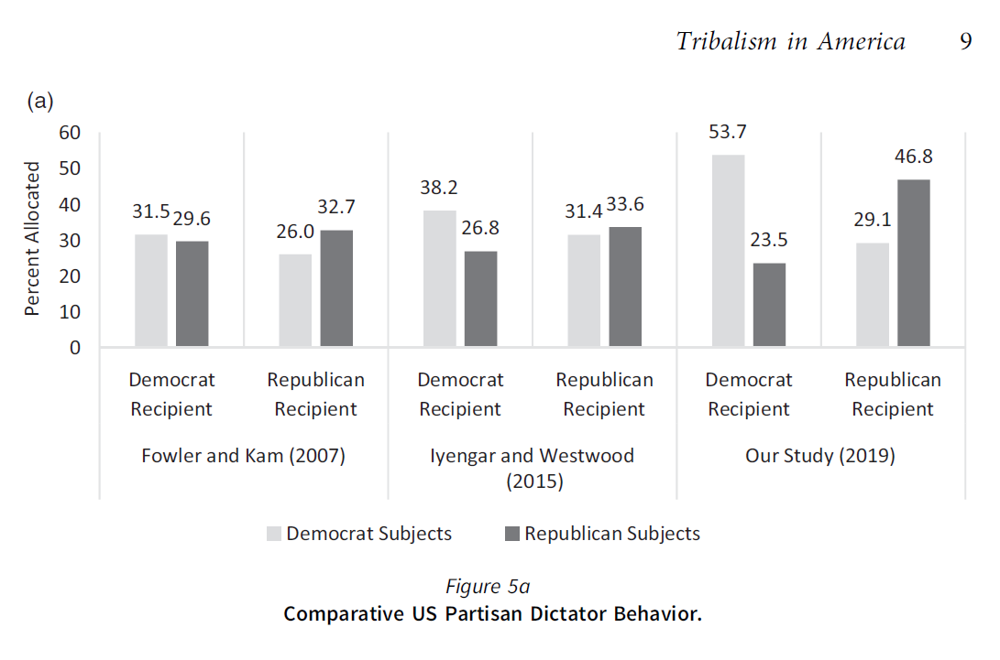 Tribalism in America 9
(a)
Percent Allocated
60
50
40
30
20
10
0
31.5 29.6
26.0 32.7
38.2 26.8
31.4 33.6
53.7 23.5
29.1 46.8
Democrat Recipient
Republican Recipient
Democrat Recipient
Republican Recipient
Democrat Recipient
Republican Recipient
Fowler and Kam (2007)
Iyengar and Westwood
(2015)
Our Study (2019)
Democrat Subjects Republican Subjects
Figure 5a
Comparative US Partisan Dictator Behavior.